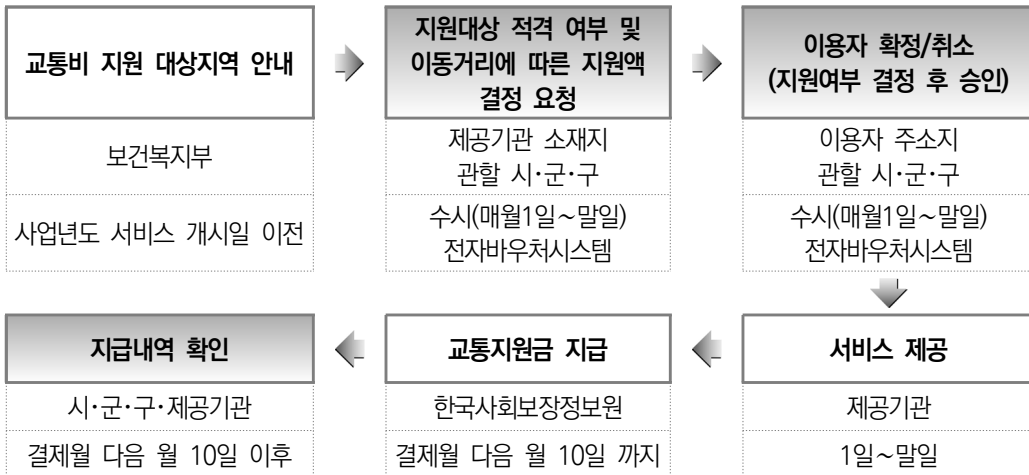 교통비 지원 대상지역 안내
보건복지부
사업년도 서비스 개시일 이전
지원대상 적격 여부 및
이동거리에 따른 지원액
결정 요청
제공기관 소재지
관할 시·군·구
수시(매월1일~말일)
전자바우처시스템
이용자 확정/취소
(지원여부 결정 후 승인)
이용자 주소지
관할 시·군·구
수시(매월1일~말일)
전자바우처시스템
서비스 제공
제공기관
1일~말일
교통지원금 지급
한국사회보장정보원
결제월 다음 월 10일 까지
지급내역 확인
시·군·구·제공기관
결제월 다음 월 10일 이후